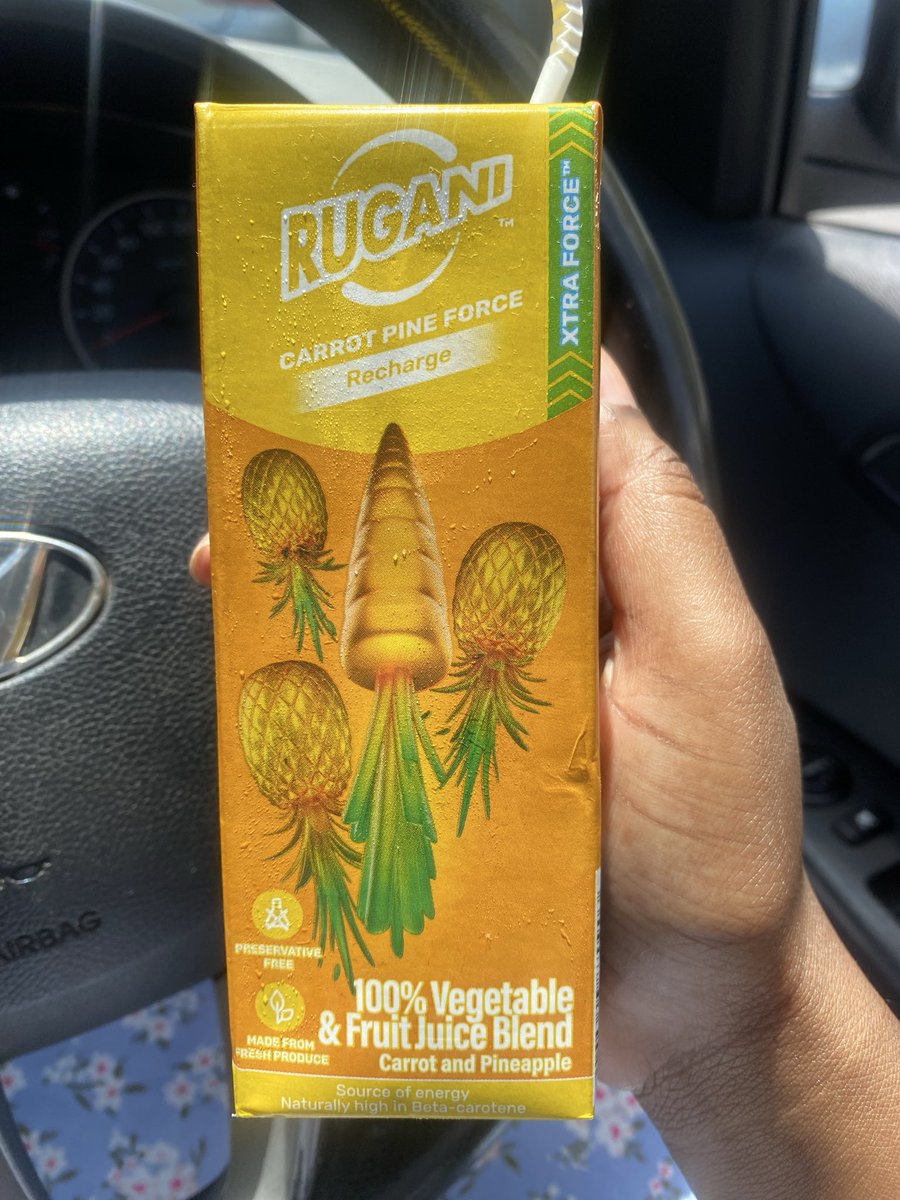 RUGANI
TM
XTRA FORCE™
CARROT PINE FORCE
Recharge
PRESERVATIVE
FREE
MADE FROM
FRESH PRODUCE
100% Vegetable
& Fruit Juice Blend
Carrot and Pineapple
Source of energy
Naturally high in Beta-carotene
AIRBAG